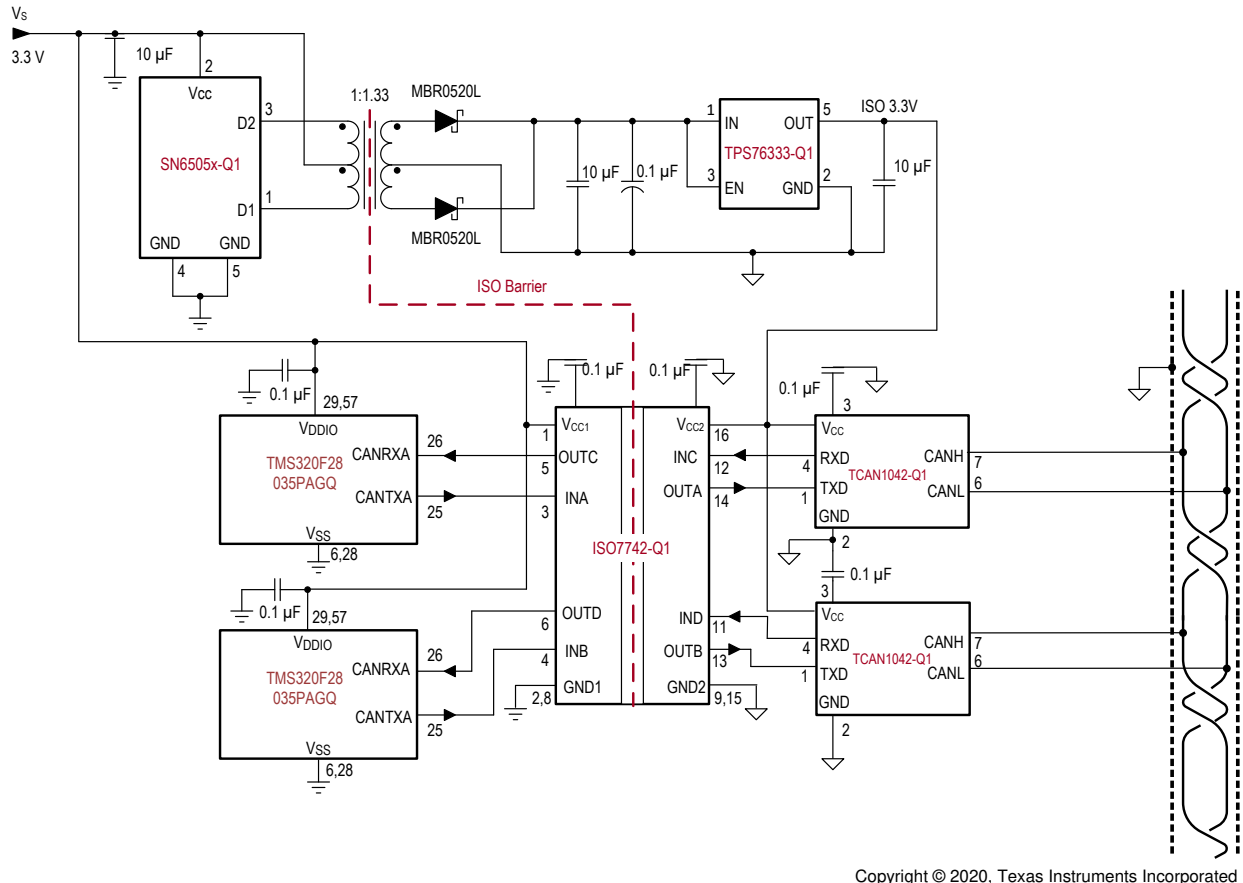 VS
3.3 V
10 µF
2
Vcc
D2
3
SN6505x-Q1
D1
1
GND
GND
4
5
1:1.33
MBR0520L
MBR0520L
10 µF
0.1 µF
1
IN
OUT
5
TPS76333-Q1
3
EN
GND
2
ISO 3.3V
10 µF
ISO Barrier
0.1 µF
29,57
VDDIO
TMS320F28
035PAGQ
CANRXA
26
CANTXA
25
VSS
6,28
0.1 µF
29,57
VDDIO
TMS320F28
035PAGQ
CANRXA
26
CANTXA
25
VSS
6,28
0.1 µF
0.1 µF
VCC1
1
OUTC
5
INA
3
ISO7742-Q1
OUTD
6
INB
4
GND1
2,8
VCC2
16
INC
12
OUTA
14
IND
11
OUTB
13
GND2
9,15
0.1 µF
3
VCC
RXD
4
TXD
1
GND
2
TCAN1042-Q1
CANH
7
CANL
6
0.1 µF
3
VCC
RXD
4
TXD
1
GND
2
TCAN1042-Q1
CANH
7
CANL
6
Copyright © 2020, Texas Instruments Incorporated